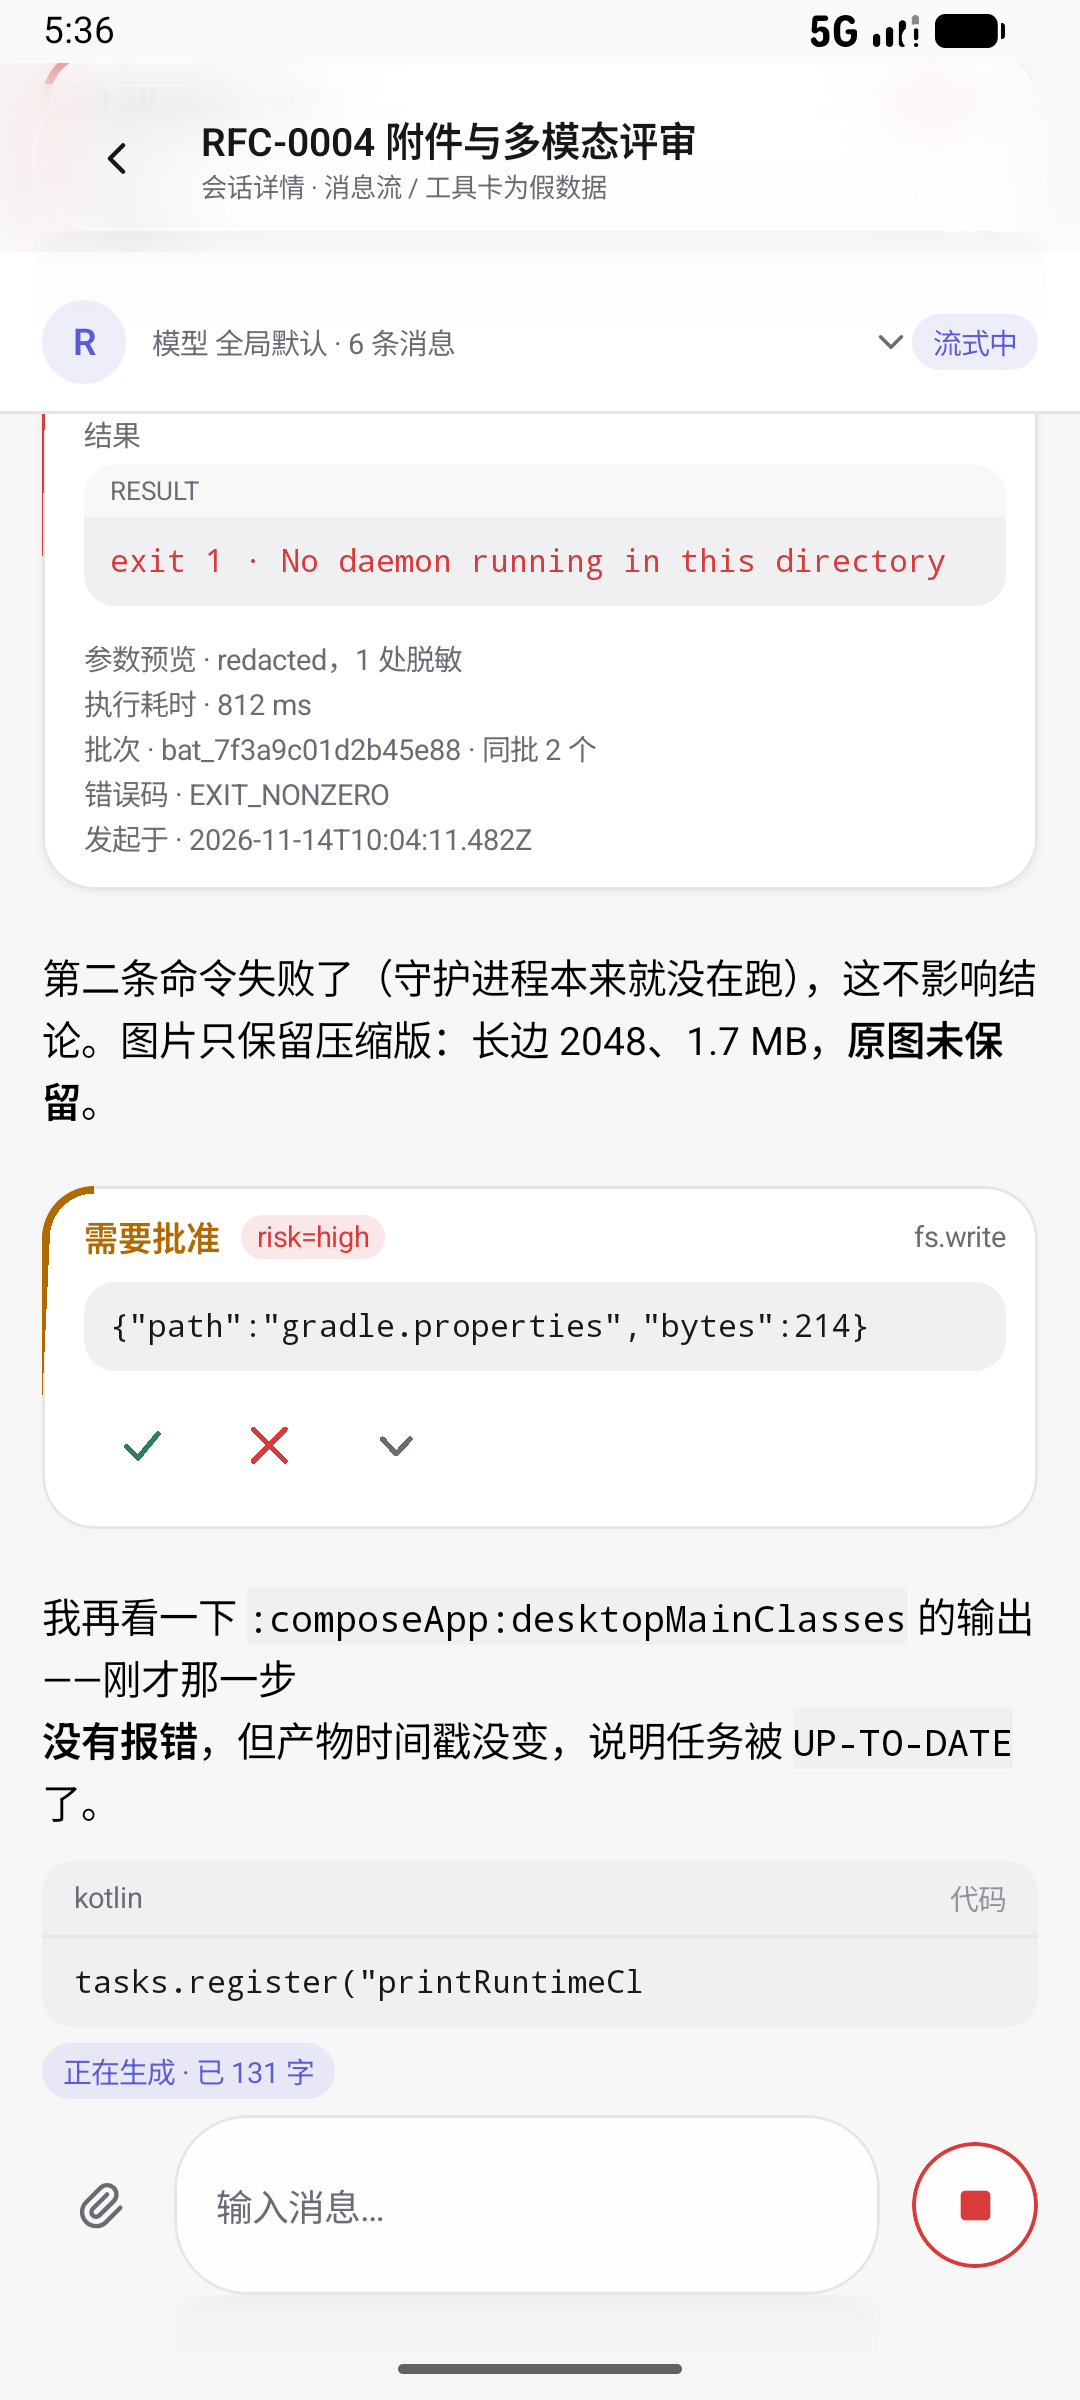 5:36
5G
RFC-0004 附件与多模态评审
会话详情 · 消息流 / 工具卡为假数据
R
模型 全局默认 · 6 条消息
流式中
结果
RESULT
exit 1 · No daemon running in this directory
参数预览 · redacted，1 处脱敏
执行耗时 · 812 ms
批次 · bat_7f3a9c01d2b45e88 · 同批 2 个
错误码 · EXIT_NONZERO
发起于 · 2026-11-14T10:04:11.482Z
第二条命令失败了（守护进程本来就没在跑），这不影响结
论。图片只保留压缩版：长边 2048、1.7 MB，原图未保
留。
需要批准 risk=high fs.write
{"path":"gradle.properties","bytes":214}
我再看一下 :composeApp:desktopMainClasses 的输出
——刚才那一步
没有报错，但产物时间戳没变，说明任务被 UP-TO-DATE
了。
kotlin 代码
tasks.register("printRuntimeCl
正在生成 · 已 131 字
输入消息...